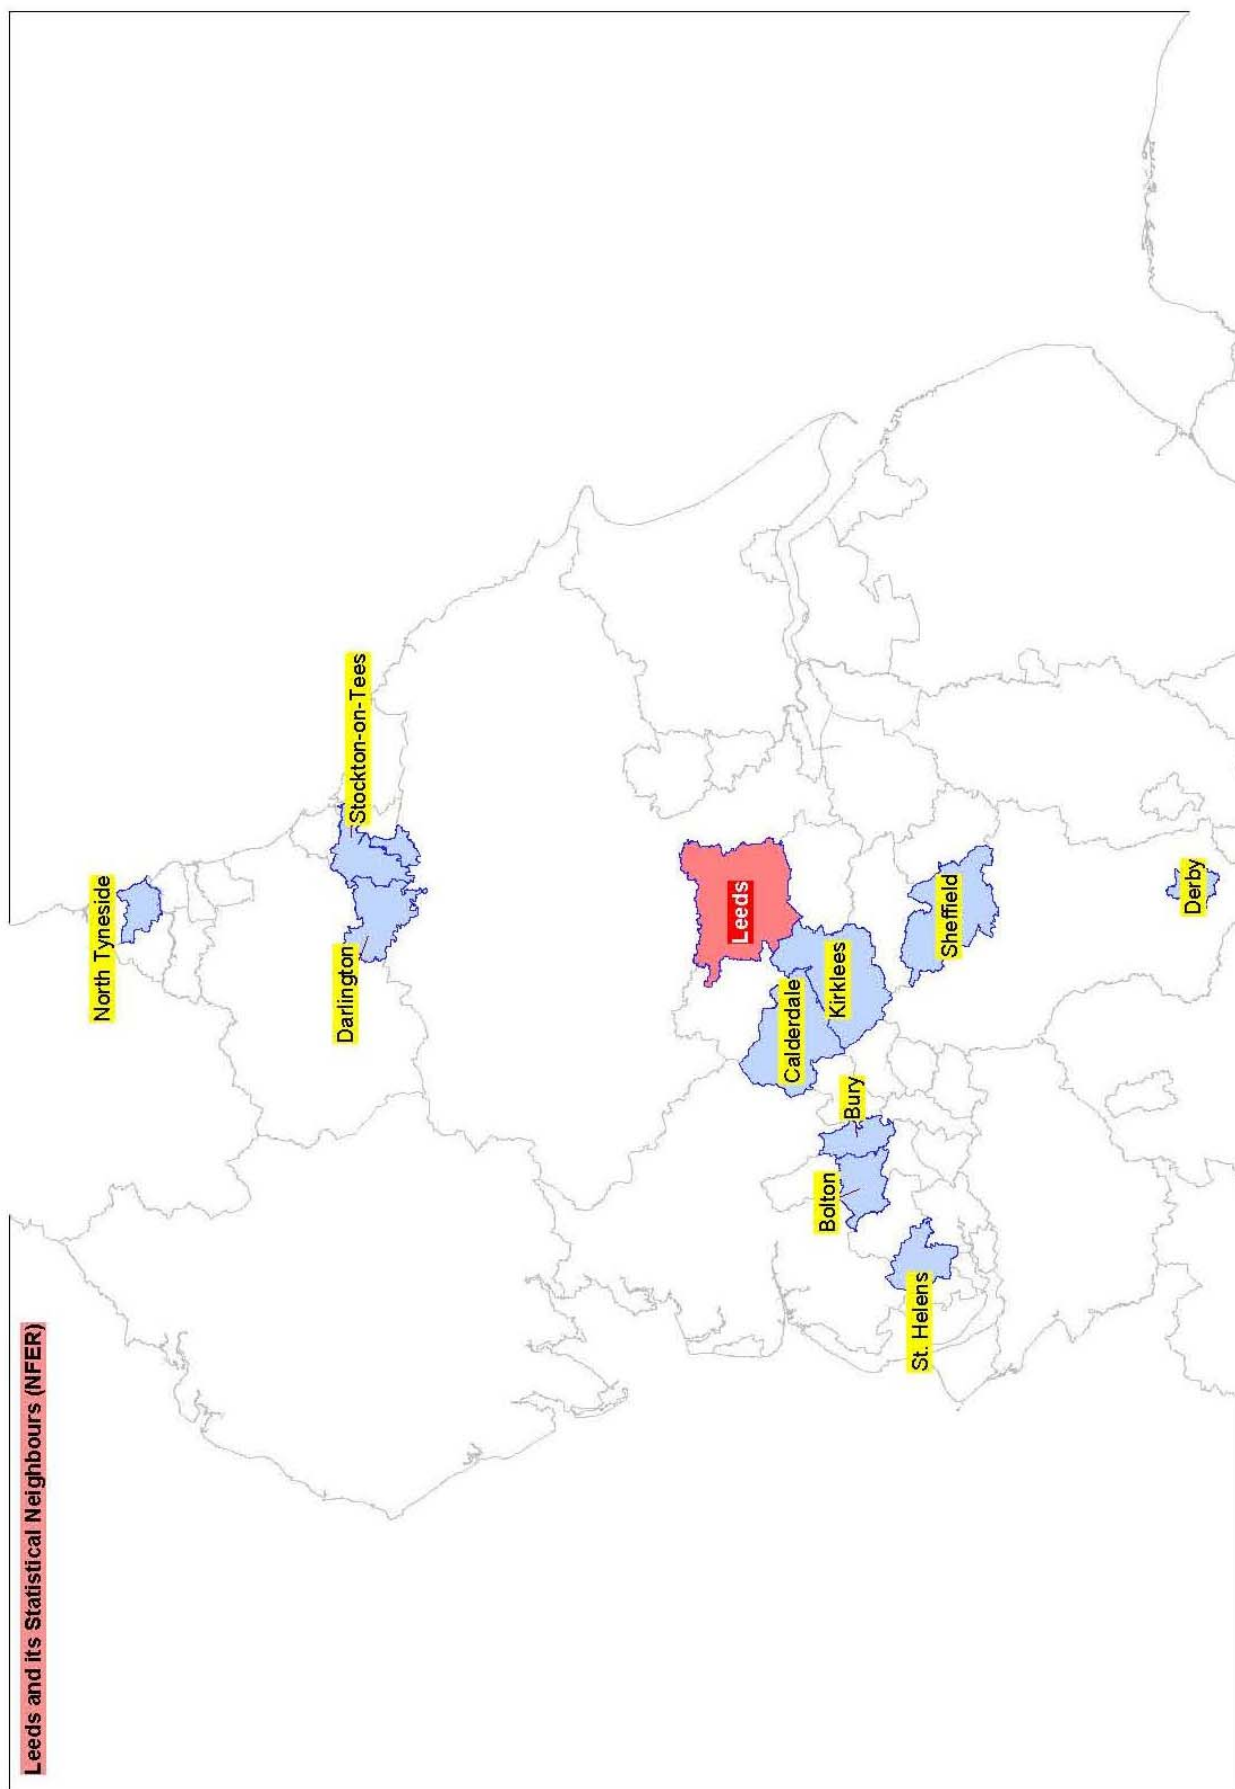 Leeds and its Statistical Neighbours (NFER)
North Tyneside
Stockton-on-Tees
Darlington
Leeds
Calderdale
Kirklees
Bury
Bolton
St. Helens
Sheffield
Derby